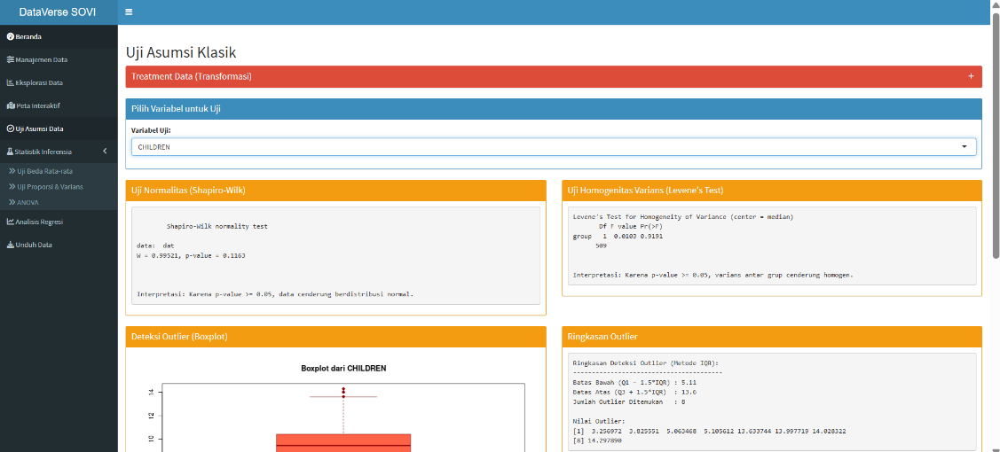 DataVerse SOVI
Beranda
Manajemen Data
Eksplorasi Data
Peta Interaktif
Uji Asumsi Data
Statistik Inferensia
Uji Beda Rata-rata
Uji Proporsi & Varians
ANOVA
Analisis Regresi
Unduh Data
Uji Asumsi Klasik
Treatment Data (Transformasi)
+
Pilih Variabel untuk Uji
Variabel Uji:
CHILDREN
Uji Normalitas (Shapiro-Wilk)
Shapiro-Wilk normality test
data:  dat
W = 0.99521, p-value = 0.1163
Interpretasi: Karena p-value >= 0.05, data cenderung berdistribusi normal.
Uji Homogenitas Varians (Levene's Test)
Levene's Test for Homogeneity of Variance (center = median)
Df F value Pr(>F)
group   1  0.0103 0.9191
509
Interpretasi: Karena p-value >= 0.05, varians antar grup cenderung homogen.
Deteksi Outlier (Boxplot)
Boxplot dari CHILDREN
14
12
10
Ringkasan Outlier
Ringkasan Deteksi Outlier (Metode IQR):
----------------------------------------
Batas Bawah (Q1 - 1.5*IQR) : 5.11
Batas Atas (Q3 + 1.5*IQR)  : 13.6
Jumlah Outlier Ditemukan   : 8
Nilai Outlier:
[1]  3.256972  3.825551  5.063468  5.105612 13.633744 13.997719 14.028322
[8] 14.297890